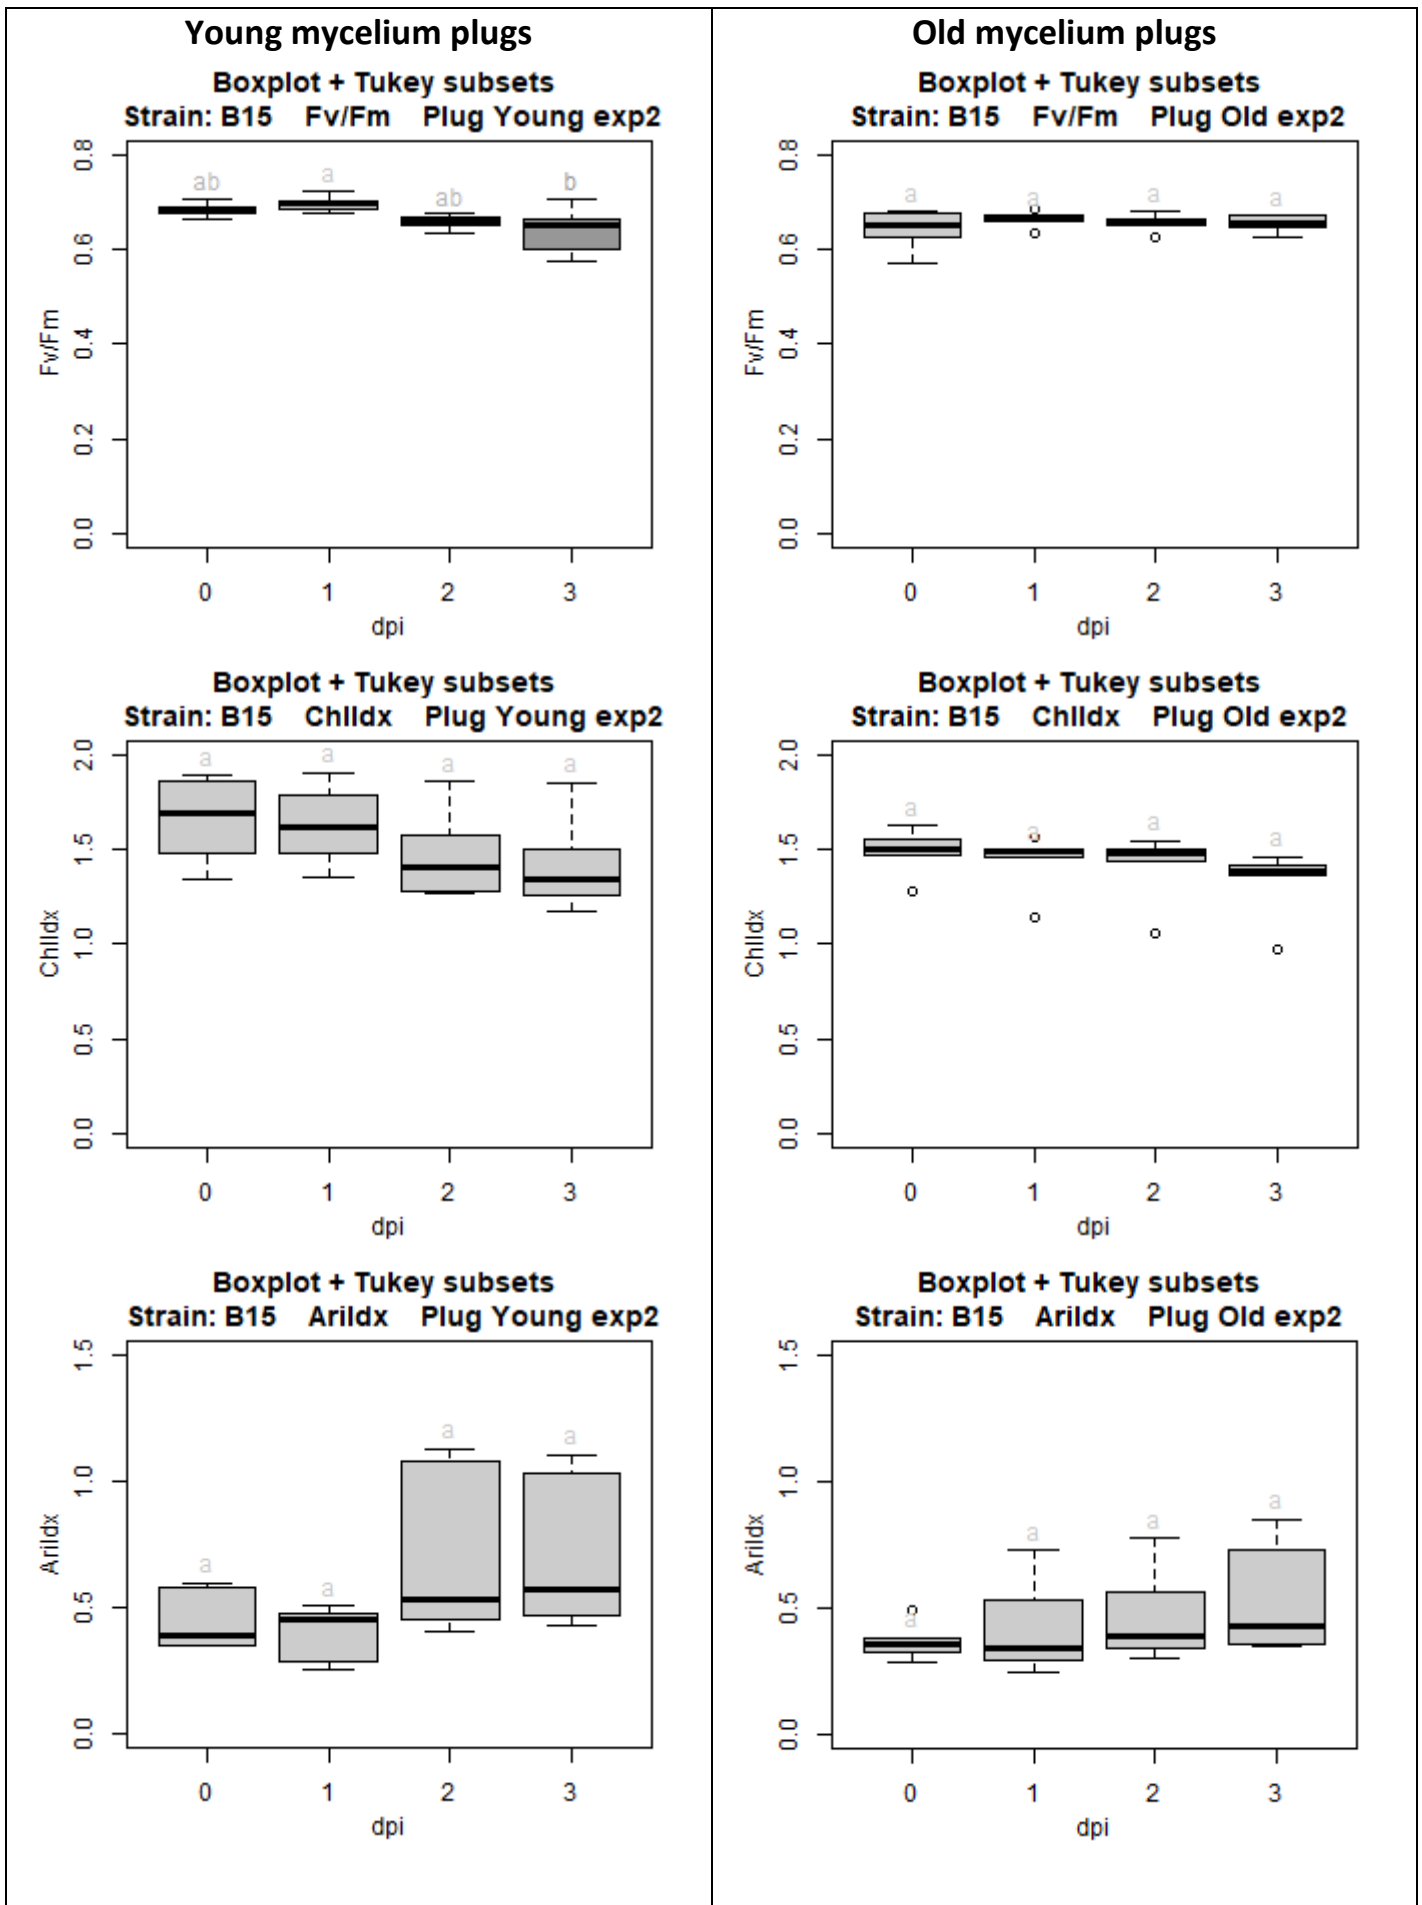 Young mycelium plugs
Boxplot + Tukey subsets
Strain: B15 Fv/Fm Plug Young exp2
0.8
0.6
0.4
0.2
0.0
Fv/Fm
ab
a
ab
b
0 1 2 3
dpi
Boxplot + Tukey subsets
Strain: B15 ChlIdx Plug Young exp2
2.0
1.5
1.0
0.5
0.0
ChlIdx
a
a
a
a
0 1 2 3
dpi
Boxplot + Tukey subsets
Strain: B15 AriIdx Plug Young exp2
1.5
1.0
0.5
0.0
AriIdx
a
a
a
a
0 1 2 3
dpi
Old mycelium plugs
Boxplot + Tukey subsets
Strain: B15 Fv/Fm Plug Old exp2
0.8
0.6
0.4
0.2
0.0
Fv/Fm
a
a
a
a
0 1 2 3
dpi
Boxplot + Tukey subsets
Strain: B15 ChlIdx Plug Old exp2
2.0
1.5
1.0
0.5
0.0
ChlIdx
a
a
a
a
0 1 2 3
dpi
Boxplot + Tukey subsets
Strain: B15 AriIdx Plug Old exp2
1.5
1.0
0.5
0.0
AriIdx
a
a
a
a
0 1 2 3
dpi